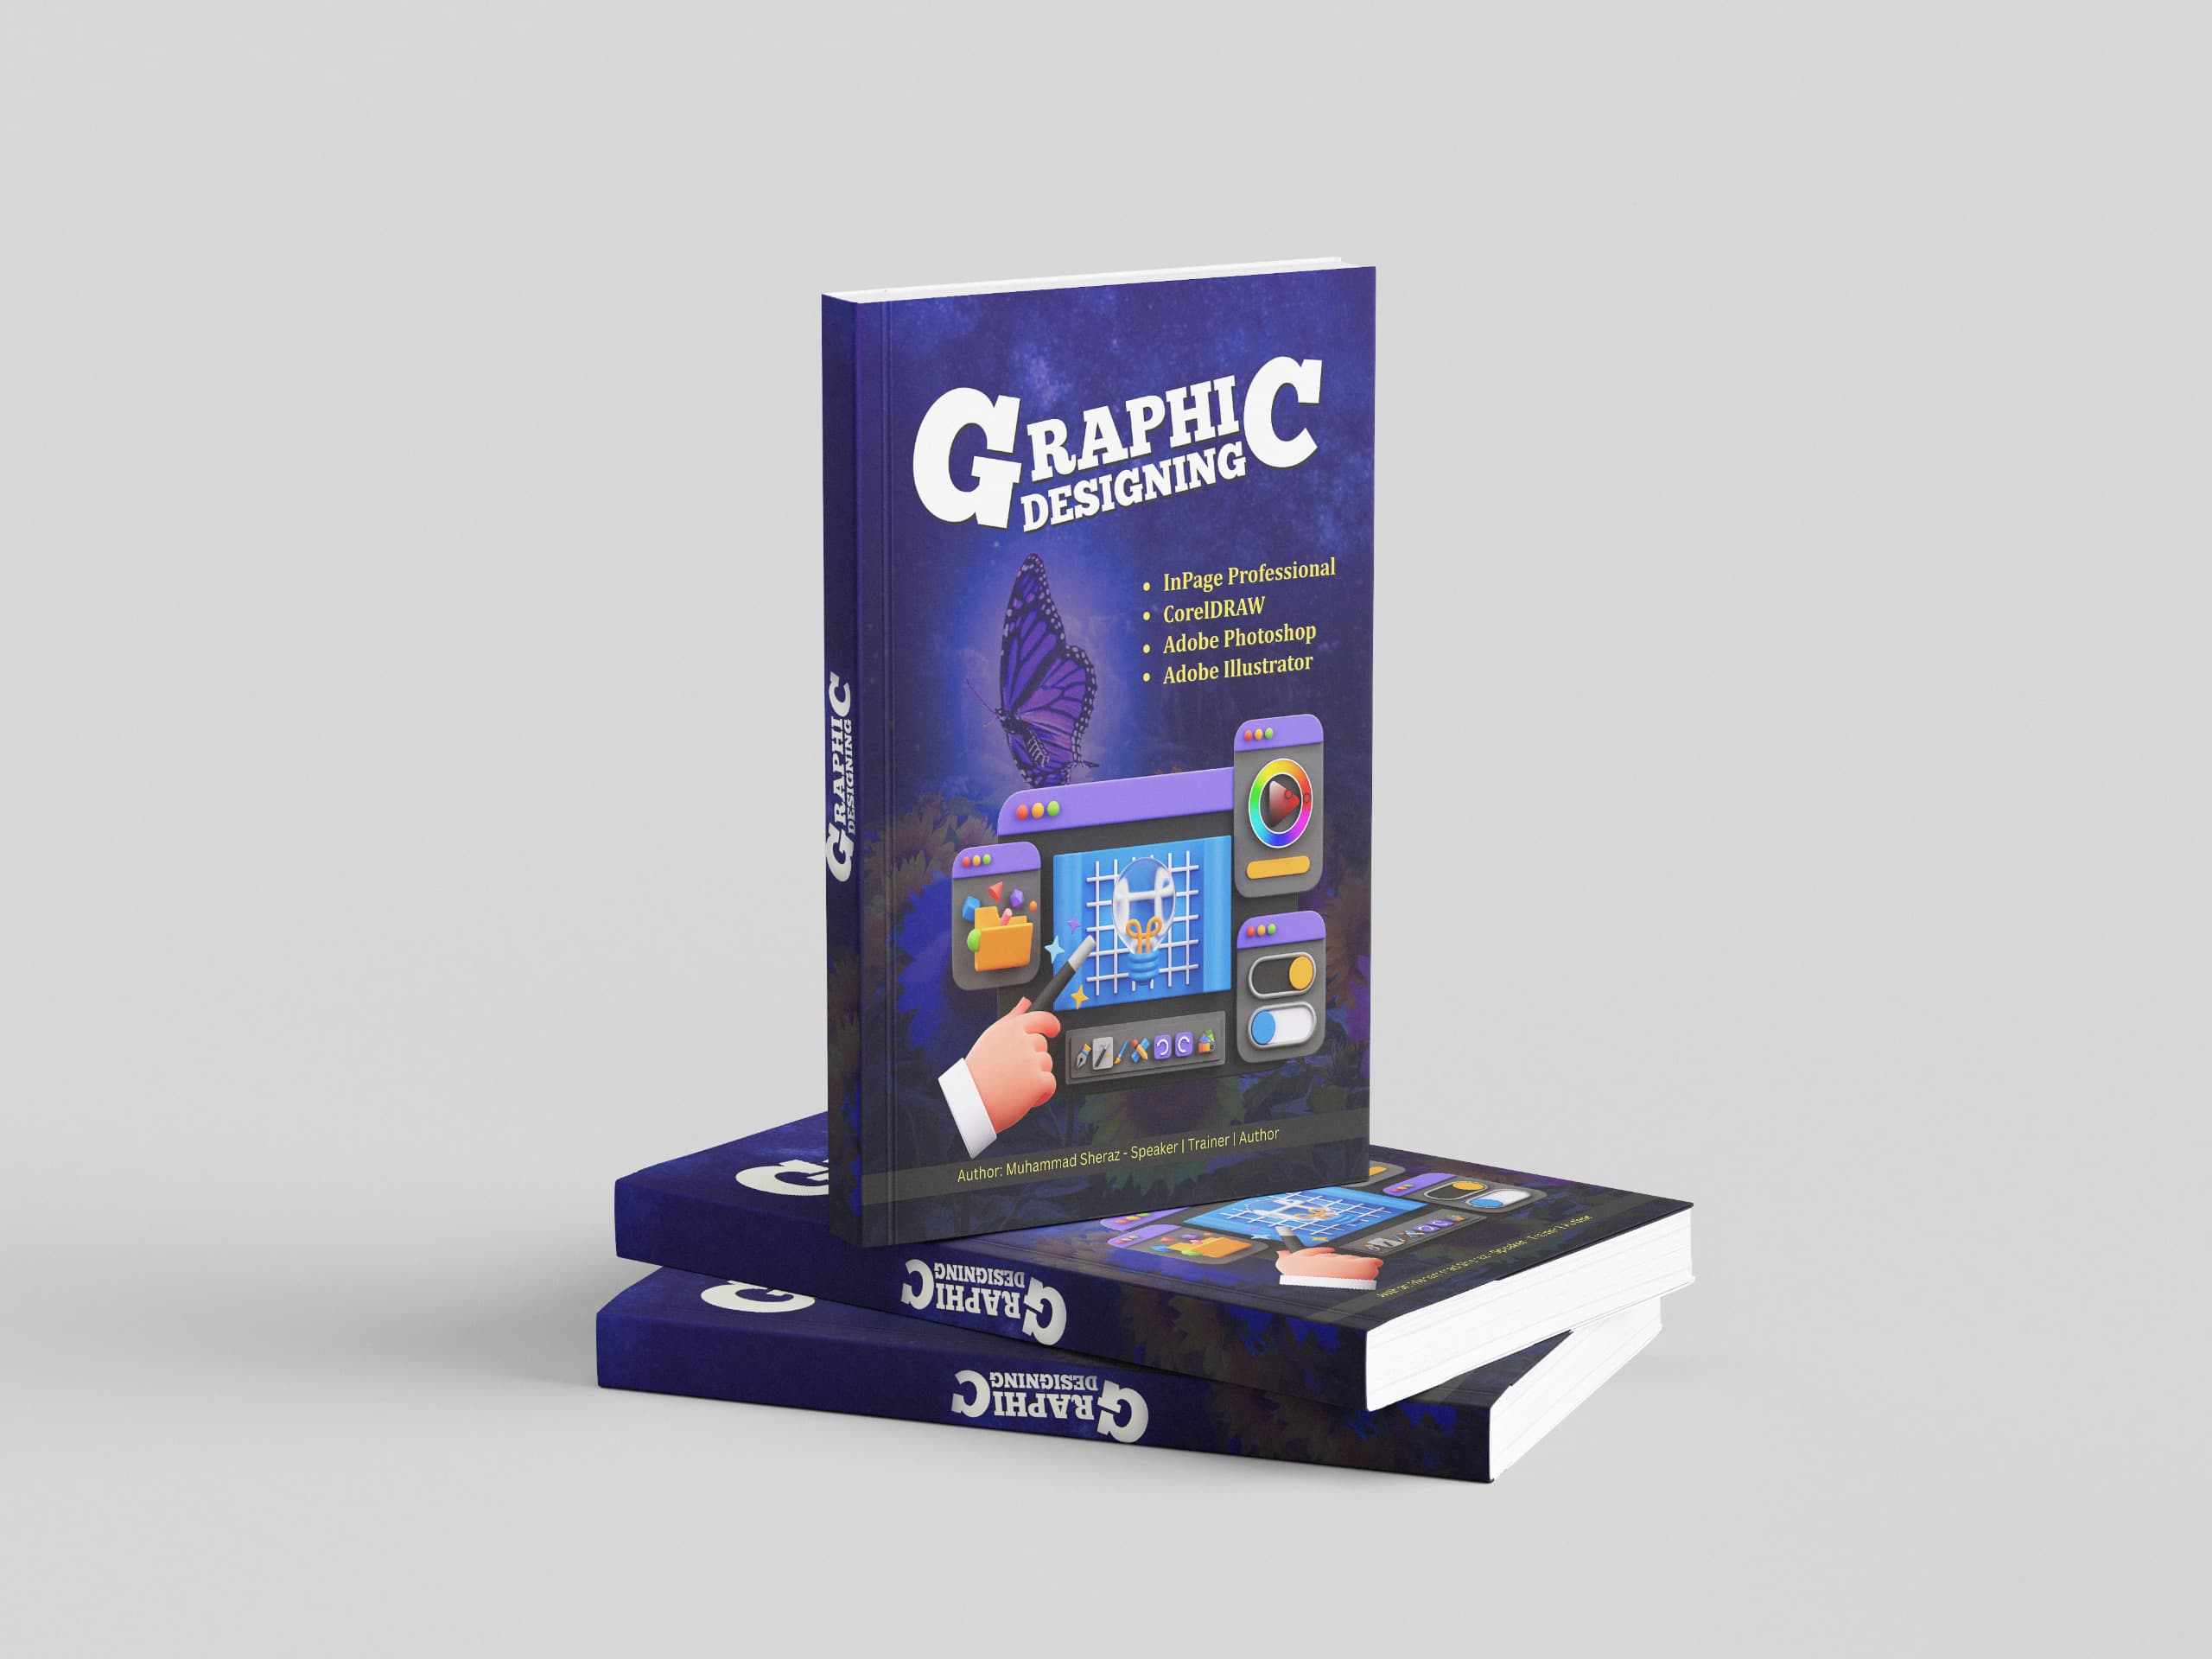 GRAPHIC
DESIGNING
• InPage Professional
• CorelDRAW
• Adobe Photoshop
• Adobe Illustrator
Author: Muhammad Sheraz - Speaker | Trainer | Author
GRAPHIC
DESIGNING
G
GRAPHIC
DESIGNING
G
GRAPHIC
DESIGNING